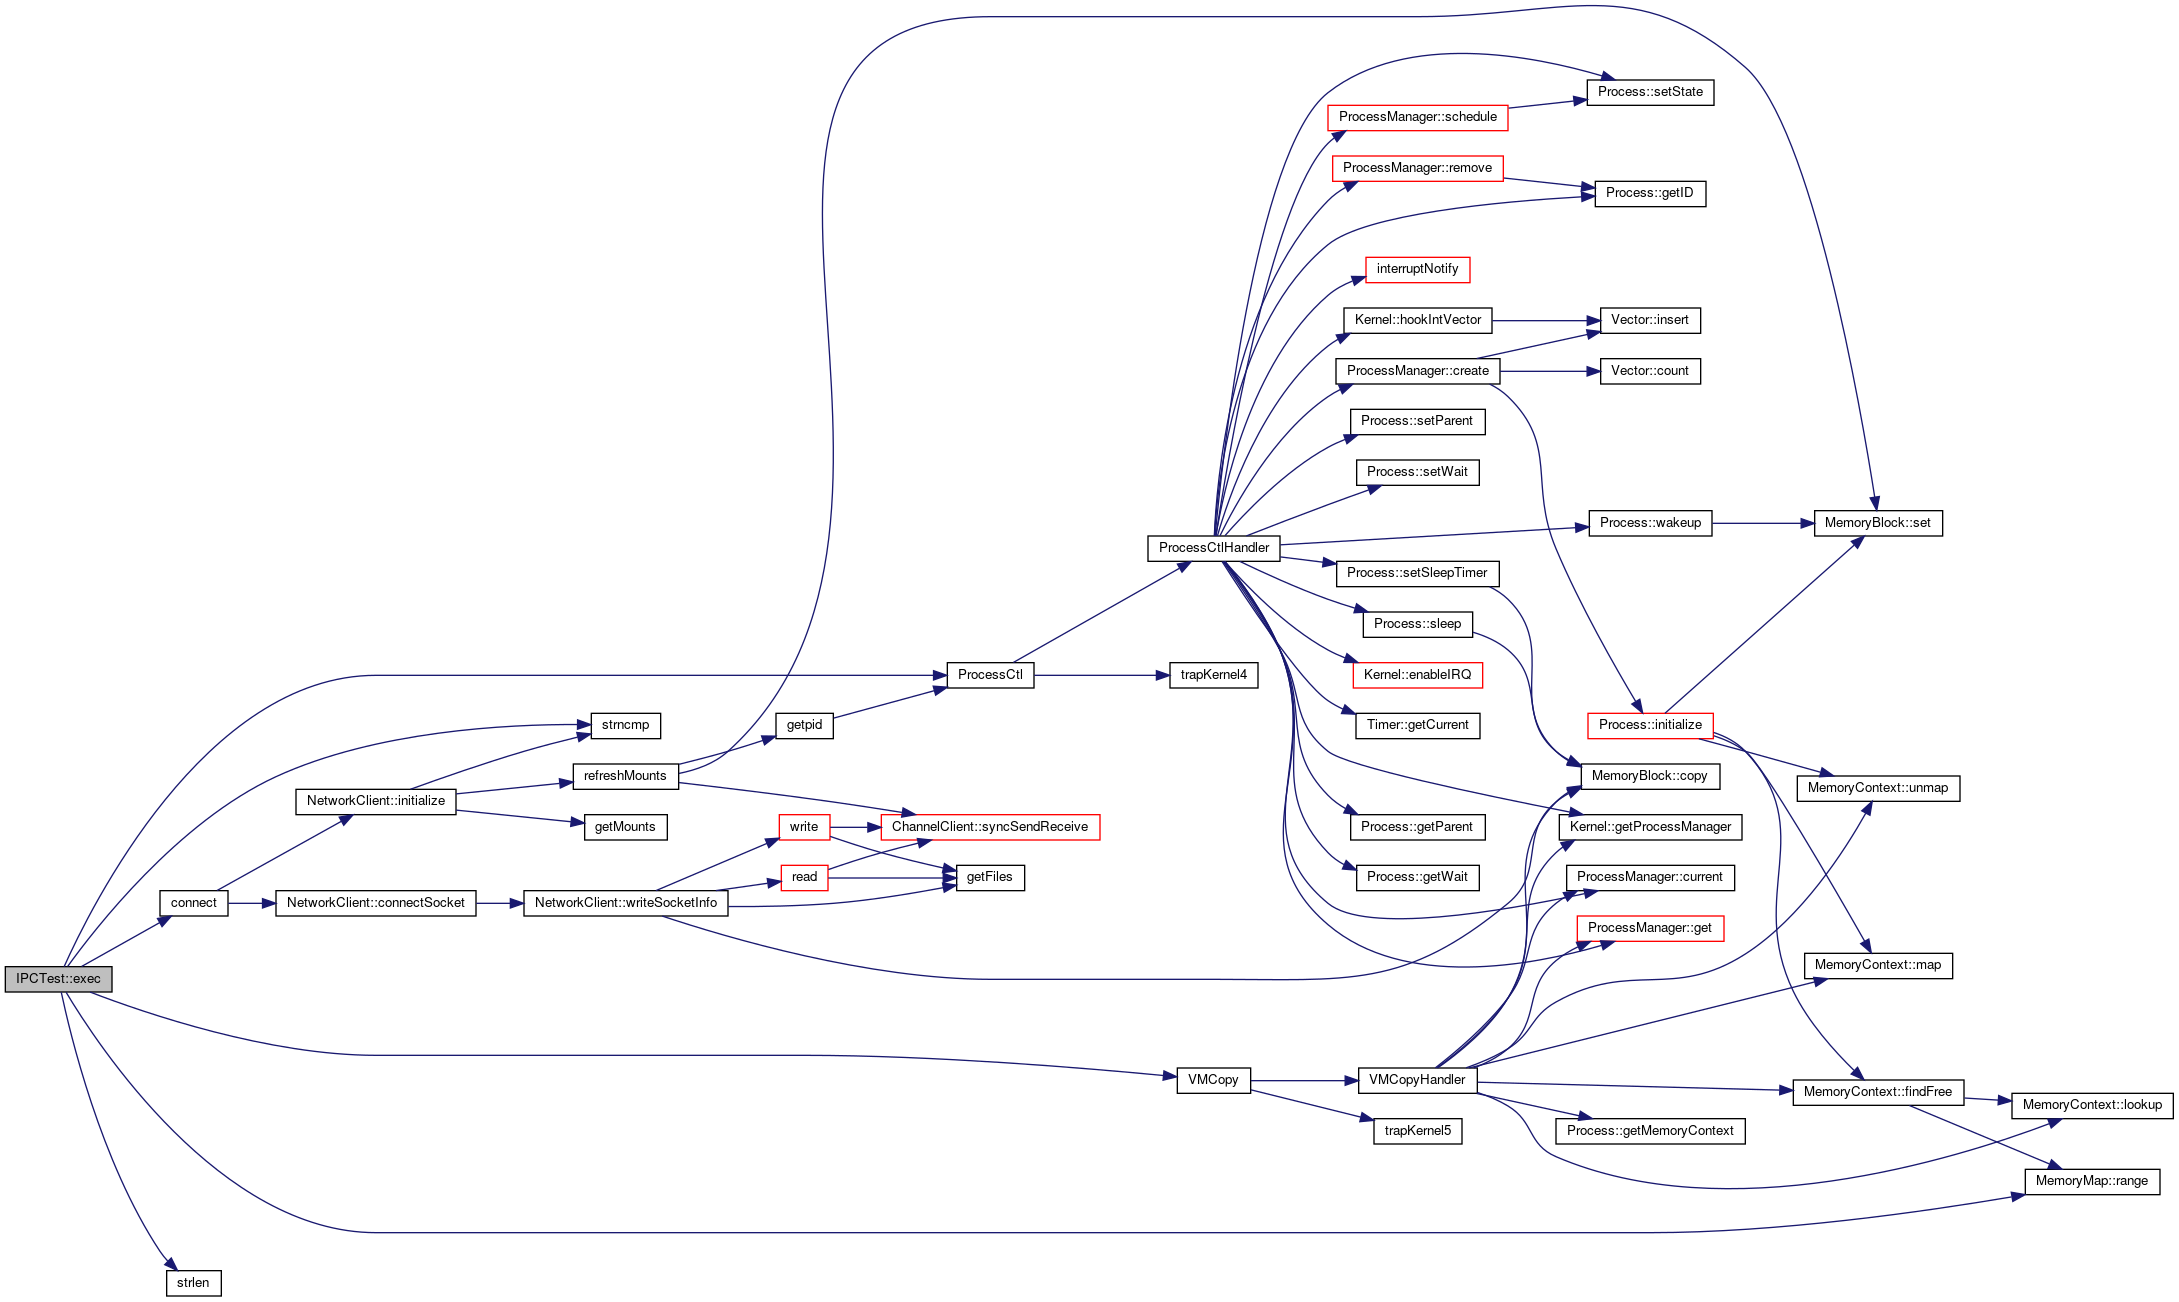 IPCTest::exec
connect
strlen
NetworkClient::initialize
NetworkClient::connectSocket
strncmp
refreshMounts
getMounts
NetworkClient::writeSocketInfo
getpid
write
read
ChannelClient::syncSendReceive
getFiles
ProcessCtl
ProcessCtlHandler
trapKernel4
VMCopy
VMCopyHandler
trapKernel5
ProcessManager::schedule
ProcessManager::remove
interruptNotify
Kernel::hookIntVector
ProcessManager::create
Process::setParent
Process::setWait
Process::setSleepTimer
Process::sleep
Kernel::enableIRQ
Timer::getCurrent
Process::getParent
Process::getWait
Process::setState
Process::getID
Vector::insert
Vector::count
Process::wakeup
Process::initialize
MemoryBlock::copy
Kernel::getProcessManager
ProcessManager::current
ProcessManager::get
Process::getMemoryContext
MemoryBlock::set
MemoryContext::unmap
MemoryContext::map
MemoryContext::findFree
MemoryContext::lookup
MemoryMap::range